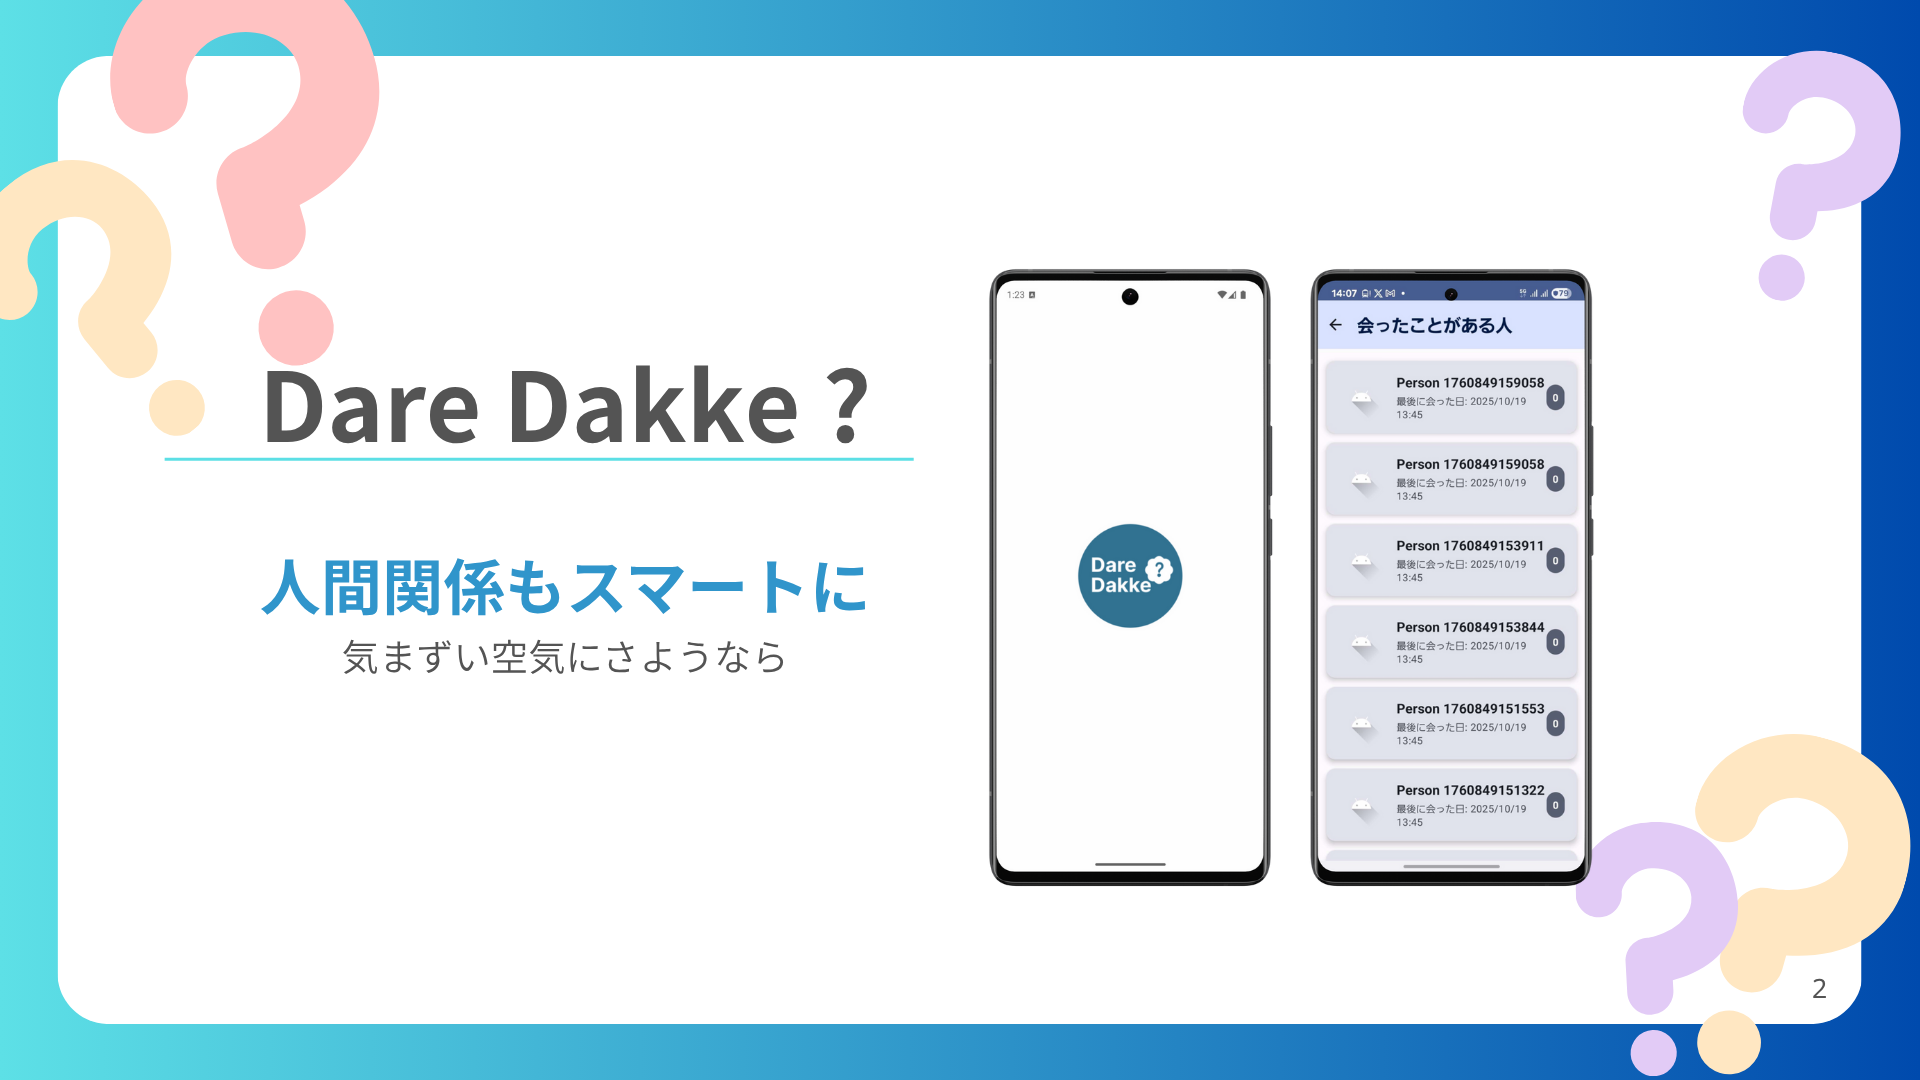 Dare Dakke ?
人間関係もスマートに
気まずい空気にさようなら
1:23
Dare
Dakke ?
14:07
5G
79
会ったことがある人
Person 1760849159058
最後に会った日: 2025/10/19
13:45
0
Person 1760849159058
最後に会った日: 2025/10/19
13:45
0
Person 1760849153911
最後に会った日: 2025/10/19
13:45
0
Person 1760849153844
最後に会った日: 2025/10/19
13:45
0
Person 1760849151553
最後に会った日: 2025/10/19
13:45
0
Person 1760849151322
最後に会った日: 2025/10/19
13:45
0
2